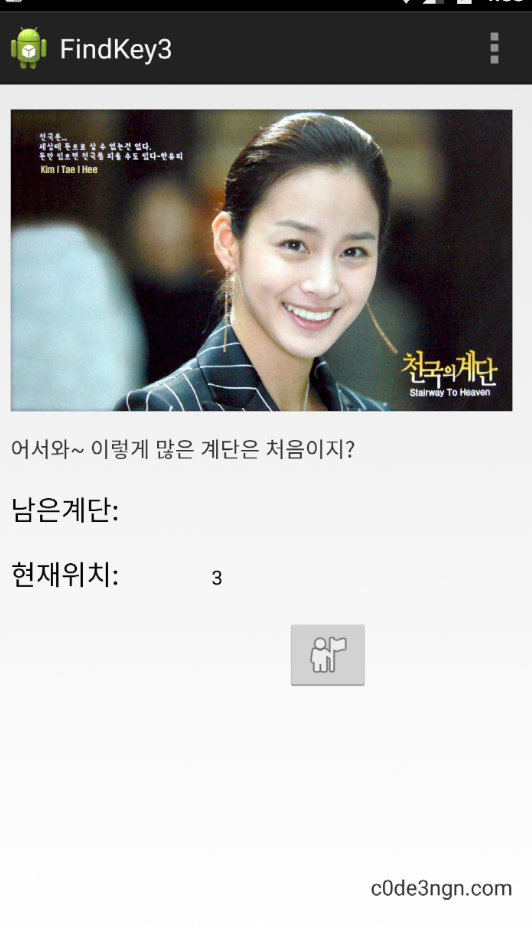 FindKey3
천국은...
세상에 돈으로 살 수 없는건 없다.
돈만 있으면 천국을 지을 수도 있다-한유리
Kim I Tae I Hee
천국의계단
Stairway To Heaven
어서와~ 이렇게 많은 계단은 처음이지?
남은계단:
현재위치: 3
c0de3ngn.com